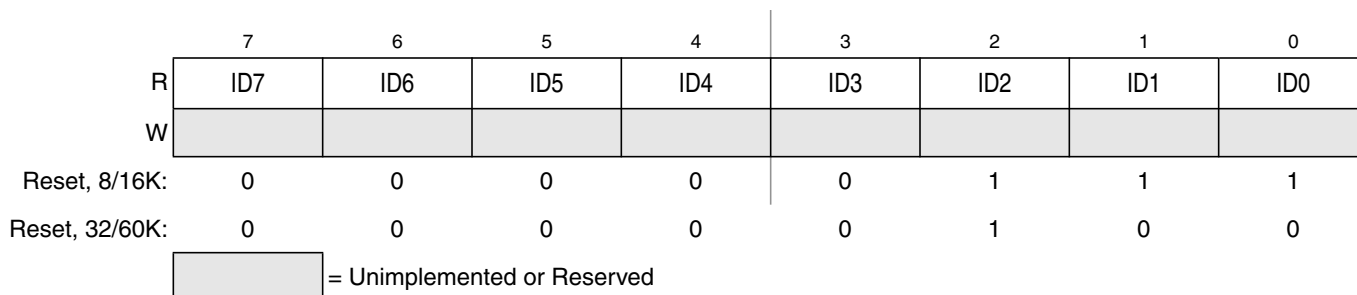 7 6 5 4 3 2 1 0
R ID7 ID6 ID5 ID4 ID3 ID2 ID1 ID0
W
Reset, 8/16K: 0 0 0 0 0 1 1 1
Reset, 32/60K: 0 0 0 0 0 1 0 0
= Unimplemented or Reserved